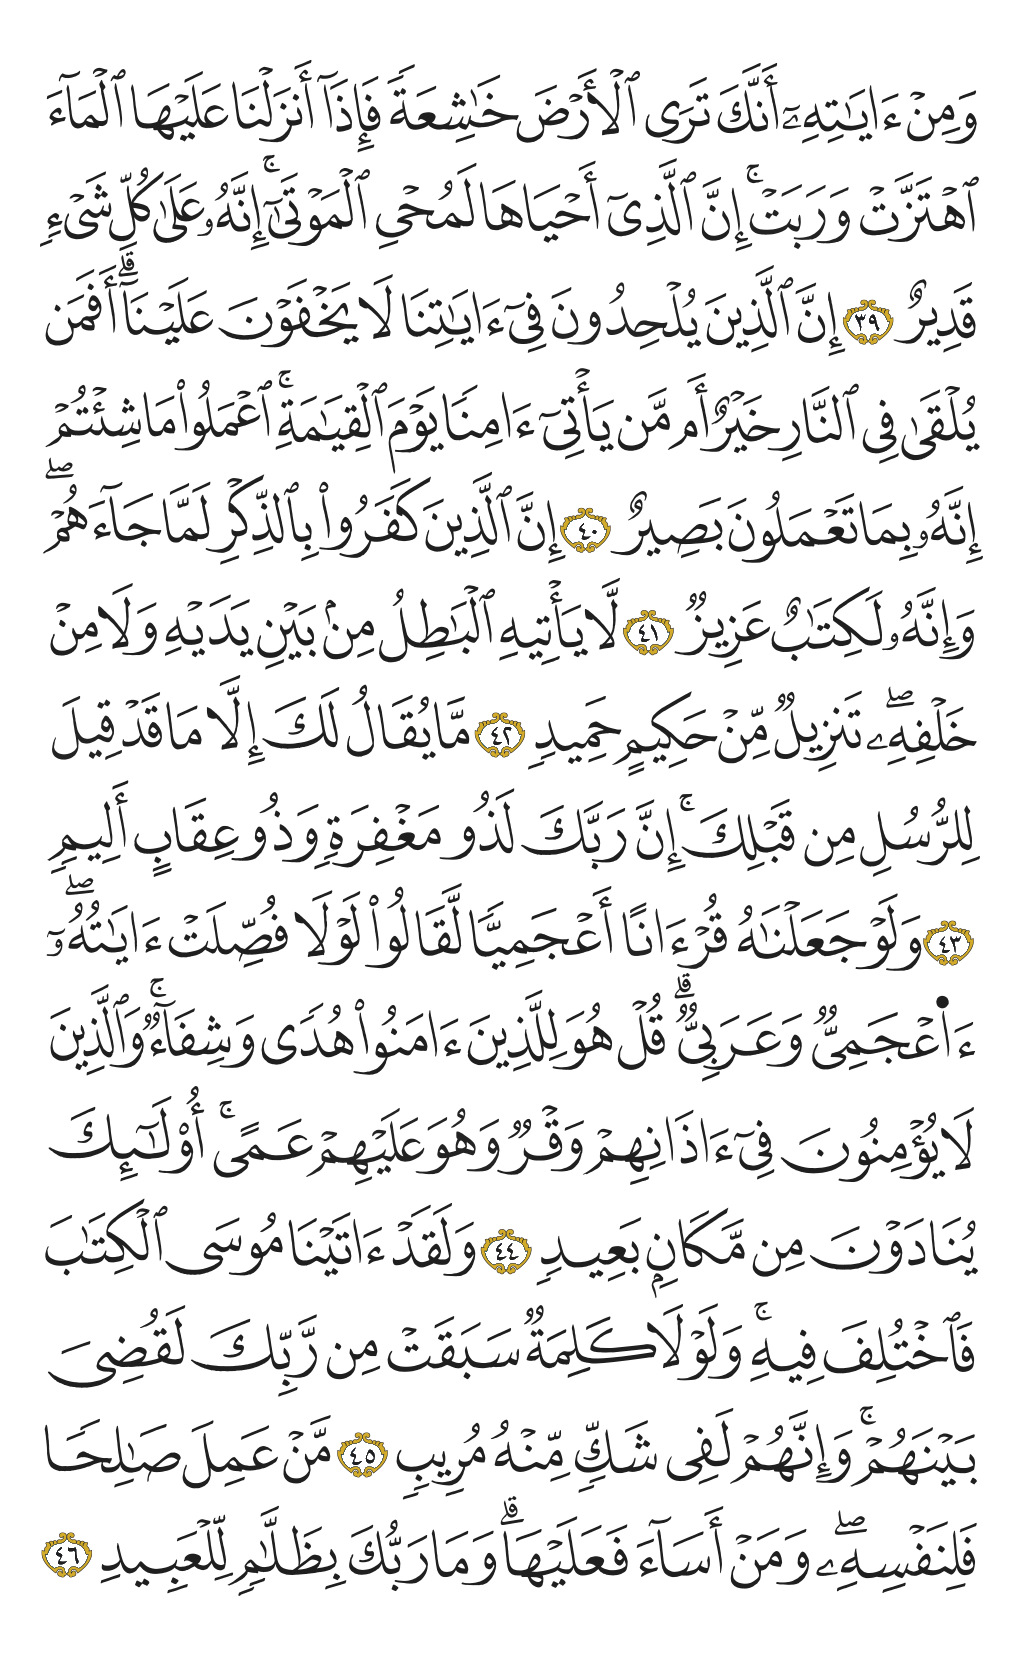 وَمِنْ ءَايَٰتِهِۦٓ أَنَّكَ تَرَى ٱلْأَرْضَ خَٰشِعَةً فَإِذَآ أَنزَلْنَا عَلَيْهَا ٱلْمَآءَ
ٱهْتَزَّتْ وَرَبَتْ ۚ إِنَّ ٱلَّذِىٓ أَحْيَاهَا لَمُحْىِ ٱلْمَوْتَىٰٓ ۚ إِنَّهُۥ عَلَىٰ كُلِّ شَىْءٍ
قَدِيرٌ ٣٩ إِنَّ ٱلَّذِينَ يُلْحِدُونَ فِىٓ ءَايَٰتِنَا لَا يَخْفَوْنَ عَلَيْنَآ ۗ أَفَمَن
يُلْقَىٰ فِى ٱلنَّارِ خَيْرٌ أَم مَّن يَأْتِىٓ ءَامِنًا يَوْمَ ٱلْقِيَٰمَةِ ۚ ٱعْمَلُوا۟ مَا شِئْتُمْ ۖ
إِنَّهُۥ بِمَا تَعْمَلُونَ بَصِيرٌ ٤٠ إِنَّ ٱلَّذِينَ كَفَرُوا۟ بِٱلذِّكْرِ لَمَّا جَآءَهُمْ ۖ
وَإِنَّهُۥ لَكِتَٰبٌ عَزِيزٌ ٤١ لَّا يَأْتِيهِ ٱلْبَٰطِلُ مِنۢ بَيْنِ يَدَيْهِ وَلَا مِنْ
خَلْفِهِۦ ۖ تَنزِيلٌ مِّنْ حَكِيمٍ حَمِيدٍ ٤٢ مَّا يُقَالُ لَكَ إِلَّا مَا قَدْ قِيلَ
لِلرُّسُلِ مِن قَبْلِكَ ۚ إِنَّ رَبَّكَ لَذُو مَغْفِرَةٍ وَذُو عِقَابٍ أَلِيمٍ
٤٣ وَلَوْ جَعَلْنَٰهُ قُرْءَانًا أَعْجَمِيًّا لَّقَالُوا۟ لَوْلَا فُصِّلَتْ ءَايَٰتُهُۥٓ ۖ
ءَا۬عْجَمِىٌّ وَعَرَبِىٌّ ۗ قُلْ هُوَ لِلَّذِينَ ءَامَنُوا۟ هُدًى وَشِفَآءٌ ۚ وَٱلَّذِينَ
لَا يُؤْمِنُونَ فِىٓ ءَاذَانِهِمْ وَقْرٌ وَهُوَ عَلَيْهِمْ عَمًى ۚ أُو۟لَٰٓئِكَ
يُنَادَوْنَ مِن مَّكَانٍۭ بَعِيدٍ ٤٤ وَلَقَدْ ءَاتَيْنَا مُوسَى ٱلْكِتَٰبَ
فَٱخْتُلِفَ فِيهِ ۚ وَلَوْلَا كَلِمَةٌ سَبَقَتْ مِن رَّبِّكَ لَقُضِىَ
بَيْنَهُمْ ۚ وَإِنَّهُمْ لَفِى شَكٍّ مِّنْهُ مُرِيبٍ ٤٥ مَّنْ عَمِلَ صَٰلِحًا
فَلِنَفْسِهِۦ ۖ وَمَنْ أَسَآءَ فَعَلَيْهَا ۗ وَمَا رَبُّكَ بِظَلَّٰمٍ لِّلْعَبِيدِ ٤٦